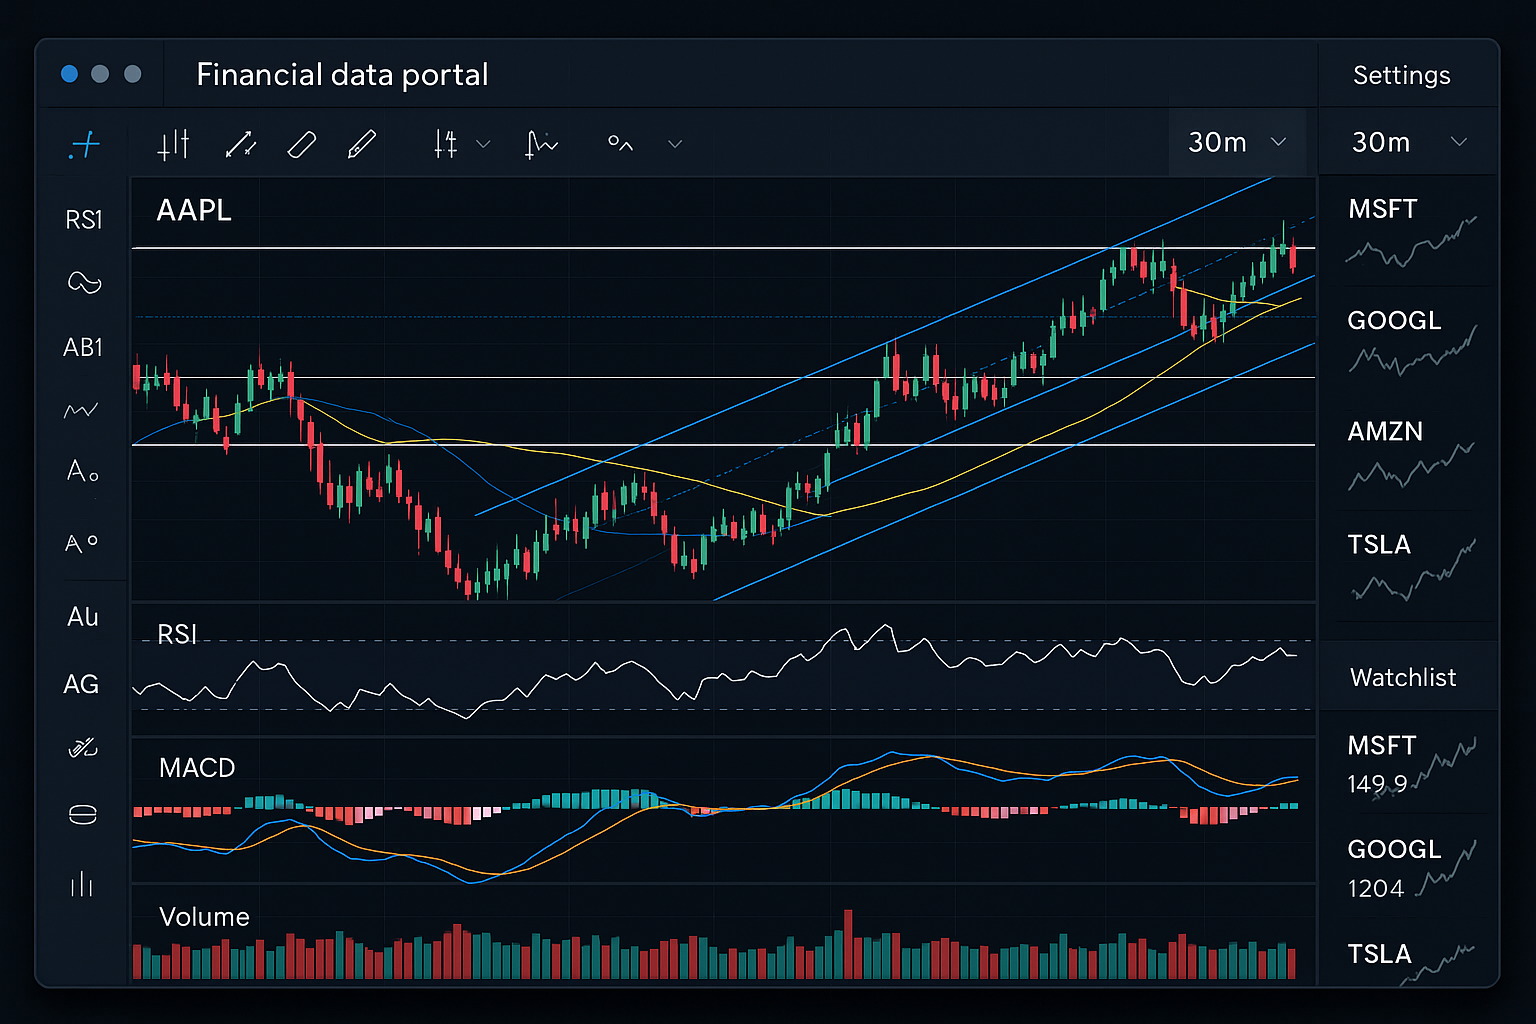 Financial data portal
Settings
30m
30m
RS1
AB1
A
A
Au
AG
AAPL
RSI
MACD
Volume
MSFT
GOOGL
AMZN
TSLA
Watchlist
MSFT
149.9
GOOGL
1204
TSLA